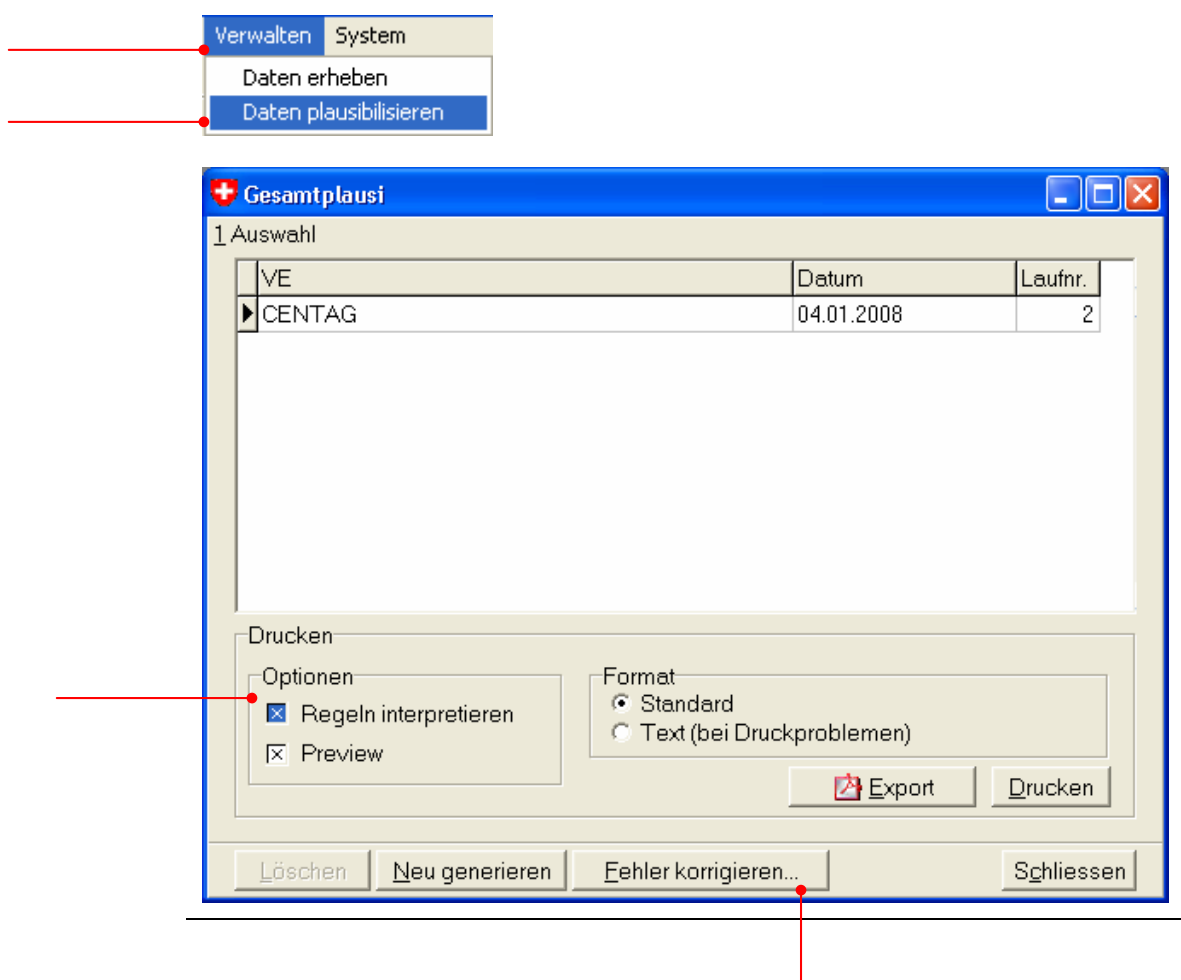 Verwalten System
Daten erheben
Daten plausibilisieren
Gesamtplausi
1 Auswahl
VE Datum Laufnr.
CENTAG 04.01.2008 2
Drucken
Optionen Format
Regeln interpretieren Standard
Preview Text (bei Druckproblemen)
Export Drucken
Löschen Neu generieren Fehler korrigieren... Schliessen